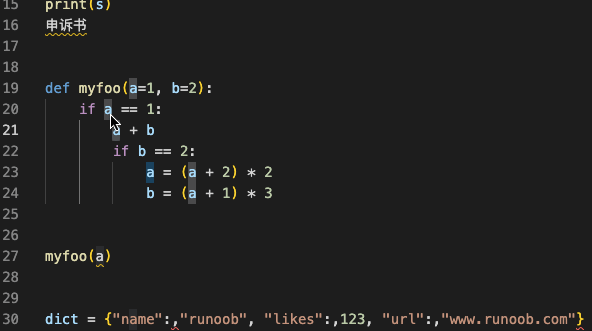 15 print(s)
16 申诉书
17
18
19 def myfoo(a=1, b=2):
20 if a == 1:
21 a + b
22 if b == 2:
23 a = (a + 2) * 2
24 b = (a + 1) * 3
25
26
27 myfoo(a)
28
29
30 dict = {"name":,"runoob", "likes":,123, "url":,"www.runoob.com"}